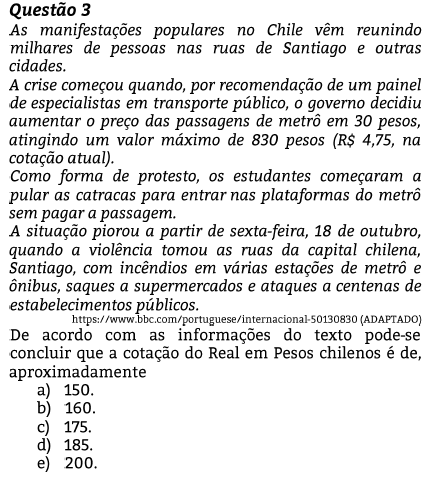 Questão 3
As manifestações populares no Chile vêm reunindo
milhares de pessoas nas ruas de Santiago e outras
cidades.
A crise começou quando, por recomendação de um painel
de especialistas em transporte público, o governo decidiu
aumentar o preço das passagens de metrô em 30 pesos,
atingindo um valor máximo de 830 pesos (R$ 4,75, na
cotação atual).
Como forma de protesto, os estudantes começaram a
pular as catracas para entrar nas plataformas do metrô
sem pagar a passagem.
A situação piorou a partir de sexta-feira, 18 de outubro,
quando a violência tomou as ruas da capital chilena,
Santiago, com incêndios em várias estações de metrô e
ônibus, saques a supermercados e ataques a centenas de
estabelecimentos públicos.
https://www.bbc.com/portuguese/internacional-50130830 (ADAPTADO)
De acordo com as informações do texto pode-se
concluir que a cotação do Real em Pesos chilenos é de,
aproximadamente
a) 150.
b) 160.
c) 175.
d) 185.
e) 200.